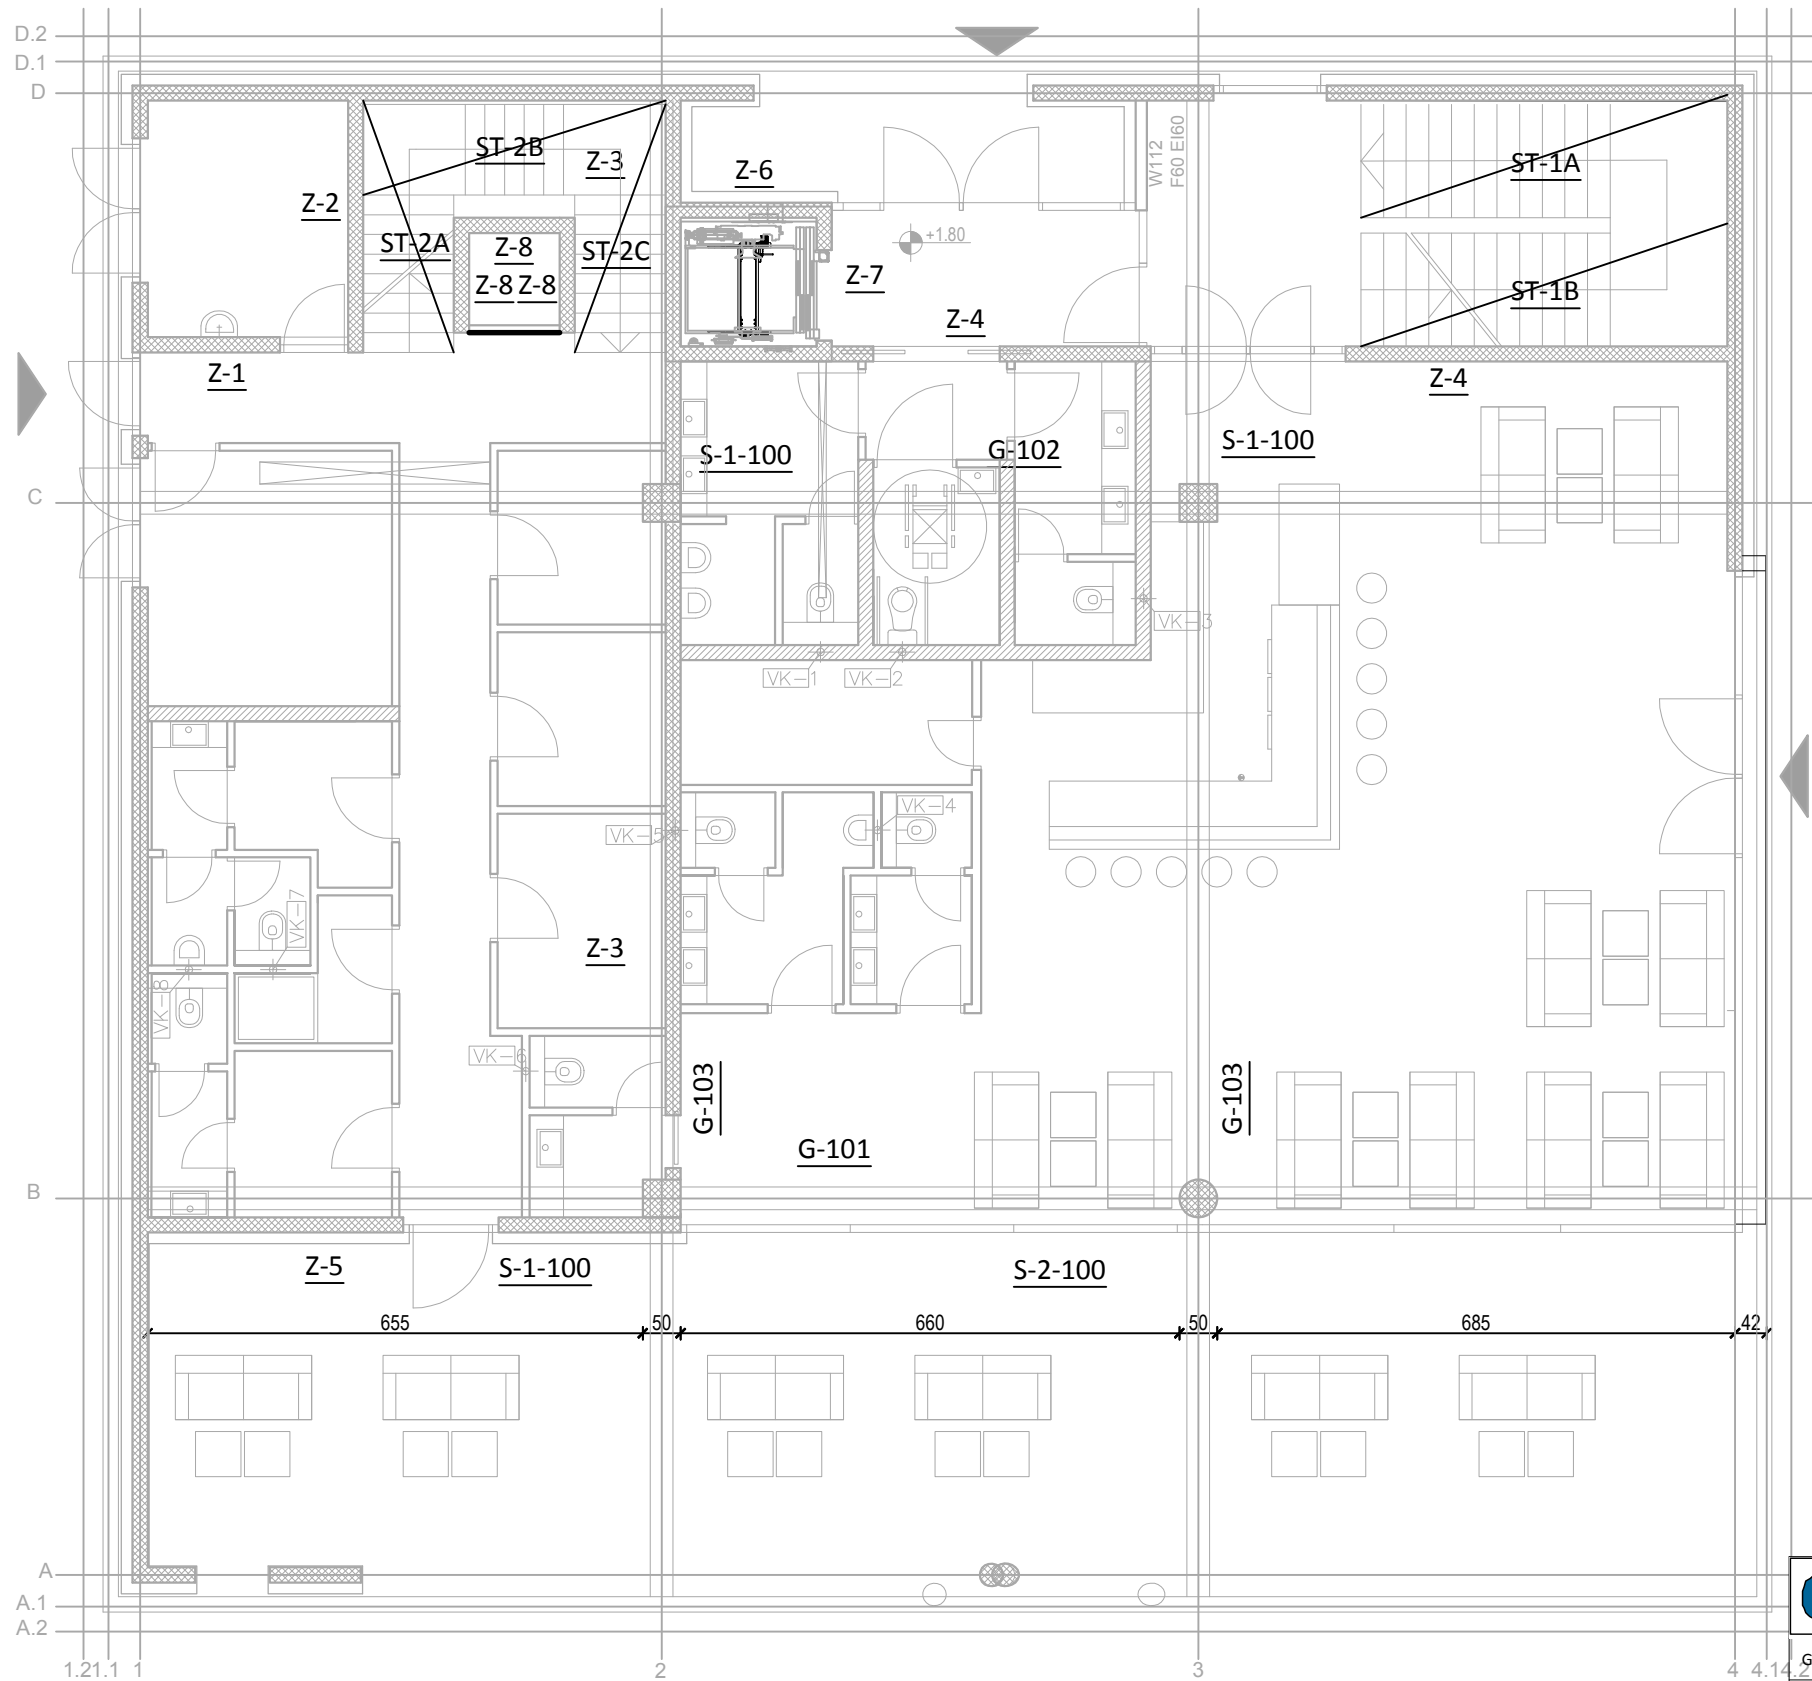 D.2
D.1
D
ST-2B
Z-3
Z-6
W112
F60 EI60
ST-1A
Z-2
ST-2A
Z-8
ST-2C
+1.80
Z-8 Z-8
Z-7
ST-1B
Z-4
Z-1
Z-4
S-1-100
G-102
S-1-100
C
VK-3
VK-1
VK-2
VK-5
VK-4
VK-7
Z-3
VK-8
VK-6
G-103
G-103
G-101
B
Z-5
S-1-100
S-2-100
655
50
660
50
685
42
A
A.1
A.2
G
1.2
1.1
1
2
3
4
4.1
4.2